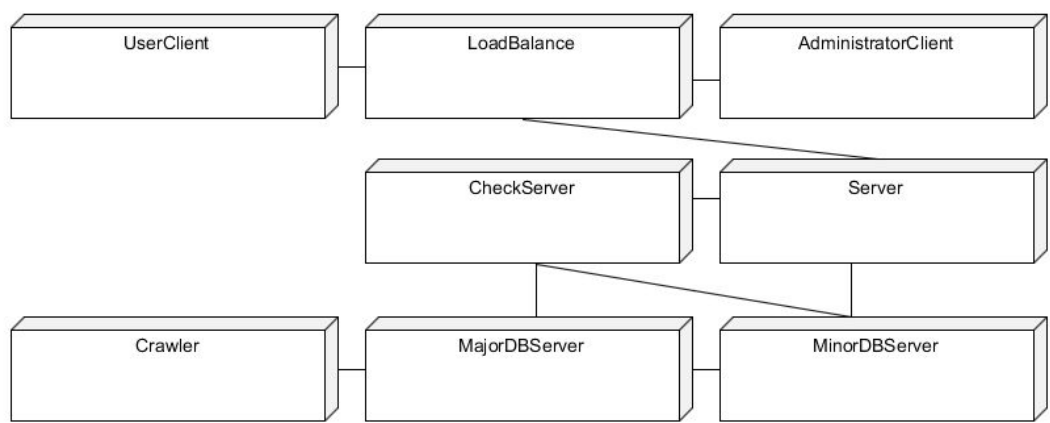 UserClient
LoadBalance
AdministratorClient
CheckServer
Server
Crawler
MajorDBServer
MinorDBServer